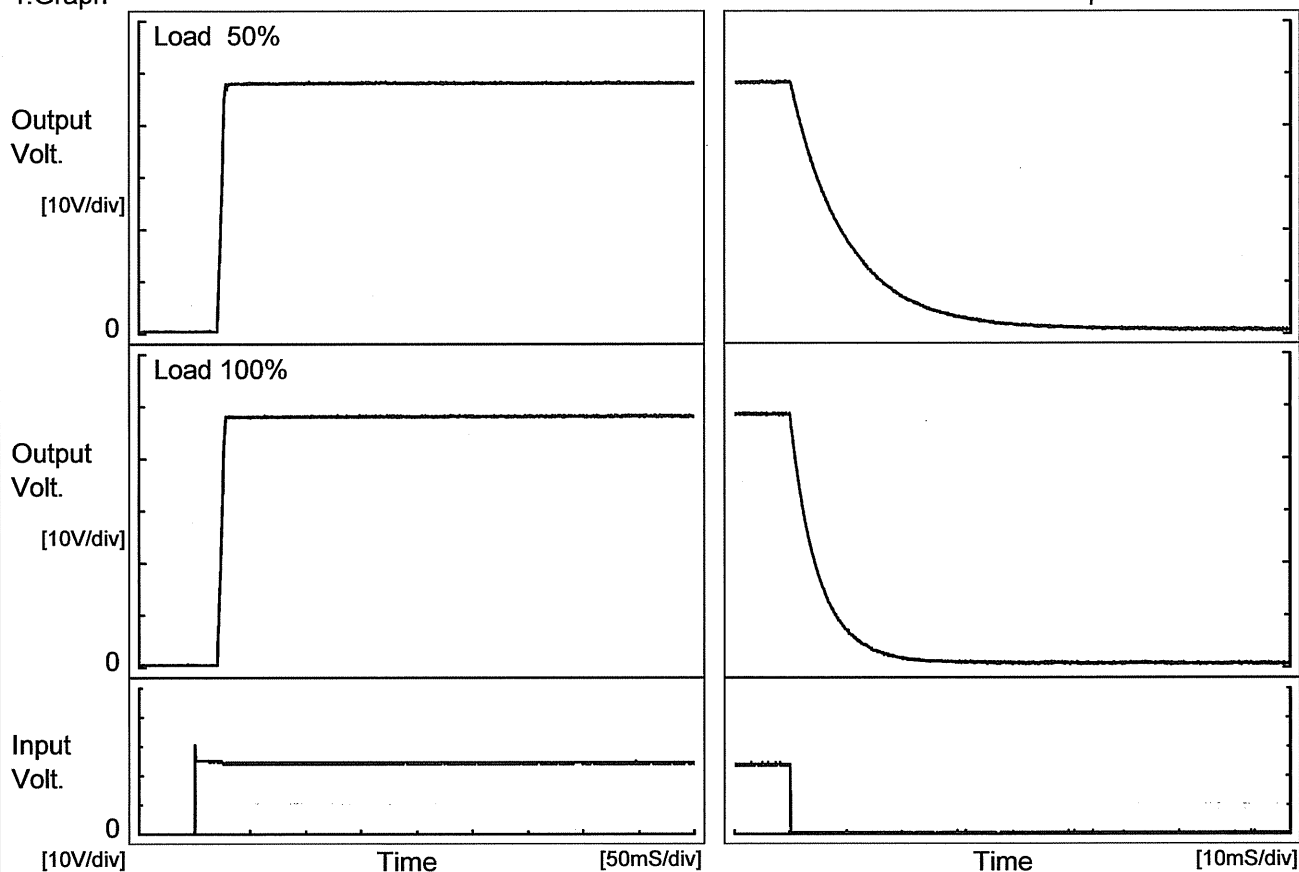 1.Graph
Load 50%
Output
Volt.
[10V/div]
0
Load 100%
Output
Volt.
[10V/div]
0
Input
Volt.
0
[10V/div]
Time
[50mS/div]
Time
[10mS/div]